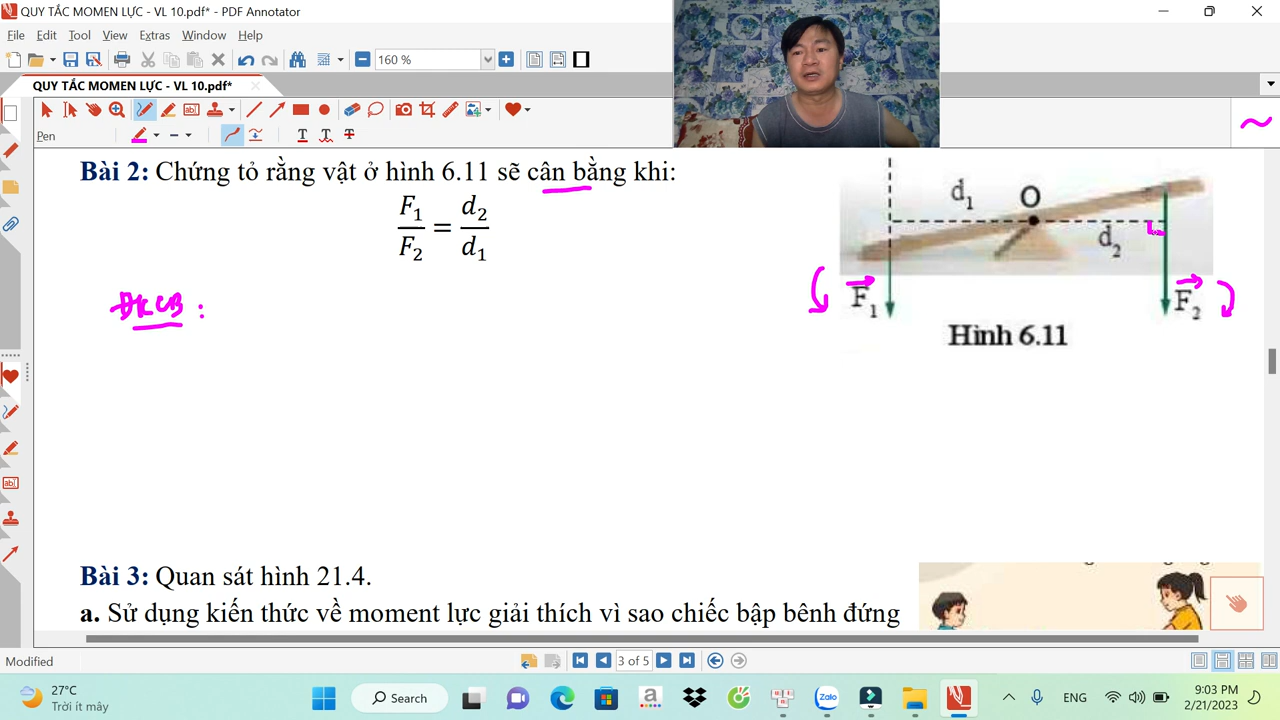 QUY TẮC MOMEN LỰC - VL 10.pdf* - PDF Annotator
File Edit Tool View Extras Window Help
160 %
QUY TẮC MOMEN LỰC - VL 10.pdf*
Pen
Bài 2: Chứng tỏ rằng vật ở hình 6.11 sẽ cân bằng khi:
F₁/F₂ = d₂/d₁
ĐKCB :
d₁ O d₂
F₁ F₂
Hình 6.11
Bài 3: Quan sát hình 21.4.
a. Sử dụng kiến thức về moment lực giải thích vì sao chiếc bập bênh đứng
3 of 5
Modified
27°C
Trời ít mây
Search
Zalo
ENG
9:03 PM
2/21/2023